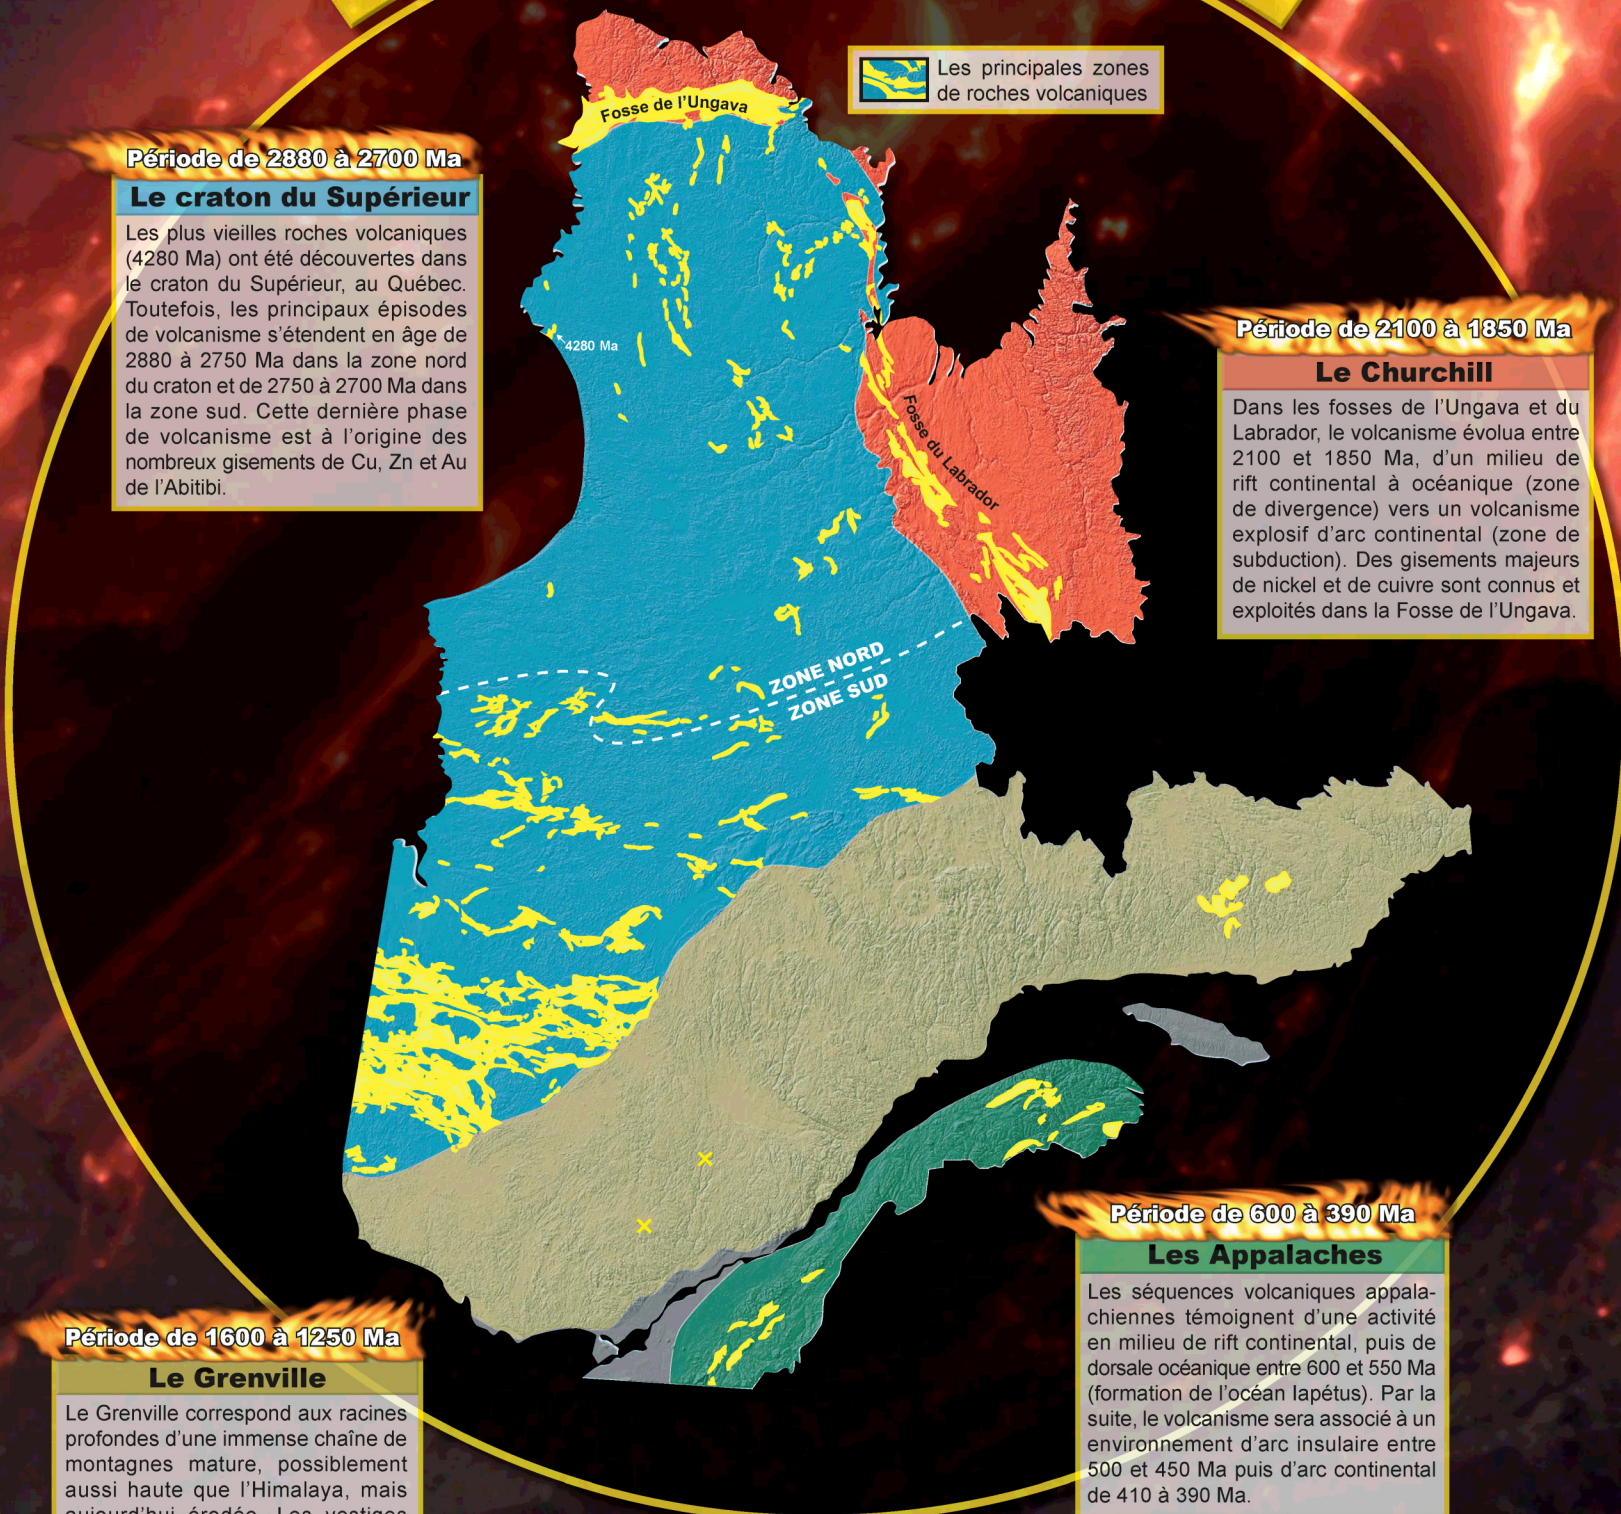 Les principales zones
de roches volcaniques
Fosse de l'Ungava
Période de 2880 à 2700 Ma
Le craton du Supérieur
Les plus vieilles roches volcaniques
(4280 Ma) ont été découvertes dans
le craton du Supérieur, au Québec.
Toutefois, les principaux épisodes
de volcanisme s'étendent en âge de
2880 à 2750 Ma dans la zone nord
du craton et de 2750 à 2700 Ma dans
la zone sud. Cette dernière phase
de volcanisme est à l'origine des
nombreux gisements de Cu, Zn et Au
de l'Abitibi.
4280 Ma
Fosse du Labrador
Période de 2100 à 1850 Ma
Le Churchill
Dans les fosses de l'Ungava et du
Labrador, le volcanisme évolua entre
2100 et 1850 Ma, d'un milieu de
rift continental à océanique (zone
de divergence) vers un volcanisme
explosif d'arc continental (zone de
subduction). Des gisements majeurs
de nickel et de cuivre sont connus et
exploités dans la Fosse de l'Ungava.
ZONE NORD
ZONE SUD
Période de 600 à 390 Ma
Les Appalaches
Les séquences volcaniques appala-
chiennes témoignent d'une activité
en milieu de rift continental, puis de
dorsale océanique entre 600 et 550 Ma
(formation de l'océan Iapétus). Par la
suite, le volcanisme sera associé à un
environnement d'arc insulaire entre
500 et 450 Ma puis d'arc continental
de 410 à 390 Ma.
Période de 1600 à 1250 Ma
Le Grenville
Le Grenville correspond aux racines
profondes d'une immense chaîne de
montagnes mature, possiblement
aussi haute que l'Himalaya, mais
aujourd'hui érodée. Les vestiges